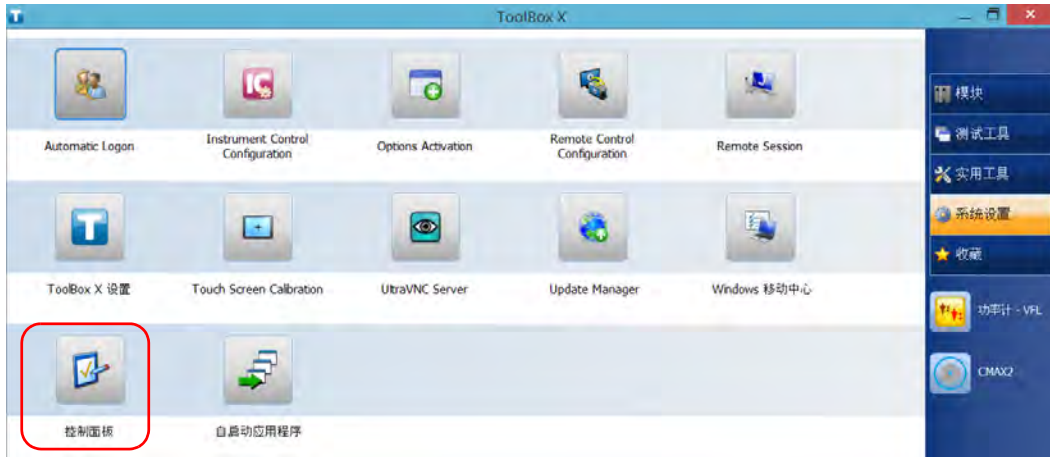 ToolBox X
Automatic Logon
Instrument Control
Configuration
Options Activation
Remote Control
Configuration
Remote Session
ToolBox X 设置
Touch Screen Calibration
UltraVNC Server
Update Manager
Windows 移动中心
控制面板
自启动应用程序
模块
测试工具
实用工具
系统设置
收藏
功率计 - VFL
CMAX2